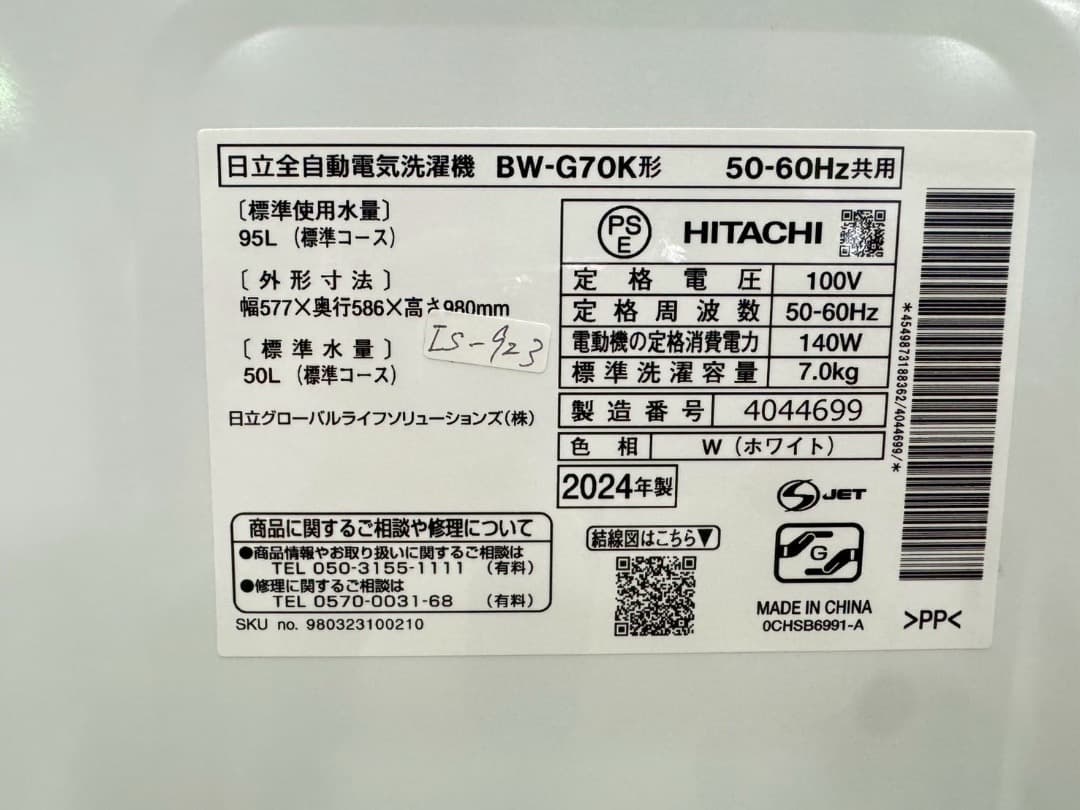 日立全自動電気洗濯機 BW-G70K形 50-60Hz共用
〔標準使用水量〕
95L (標準コース)
〔外形寸法〕
幅577×奥行586×高さ980mm
IS-923
〔標準水量〕
50L (標準コース)
日立グローバルライフソリューションズ(株)
PS
E
HITACHI
定格電圧 100V
定格周波数 50-60Hz
電動機の定格消費電力 140W
標準洗濯容量 7.0kg
製造番号 4044699
色相 W(ホワイト)
2024年製
S JET
*4549873188362/4044699/*
商品に関するご相談や修理について
●商品情報やお取り扱いに関するご相談は
TEL 050-3155-1111 (有料)
●修理に関するご相談は
TEL 0570-0031-68 (有料)
SKU no. 980323100210
結線図はこちら▼
G
MADE IN CHINA
0CHSB6991-A
>PP<